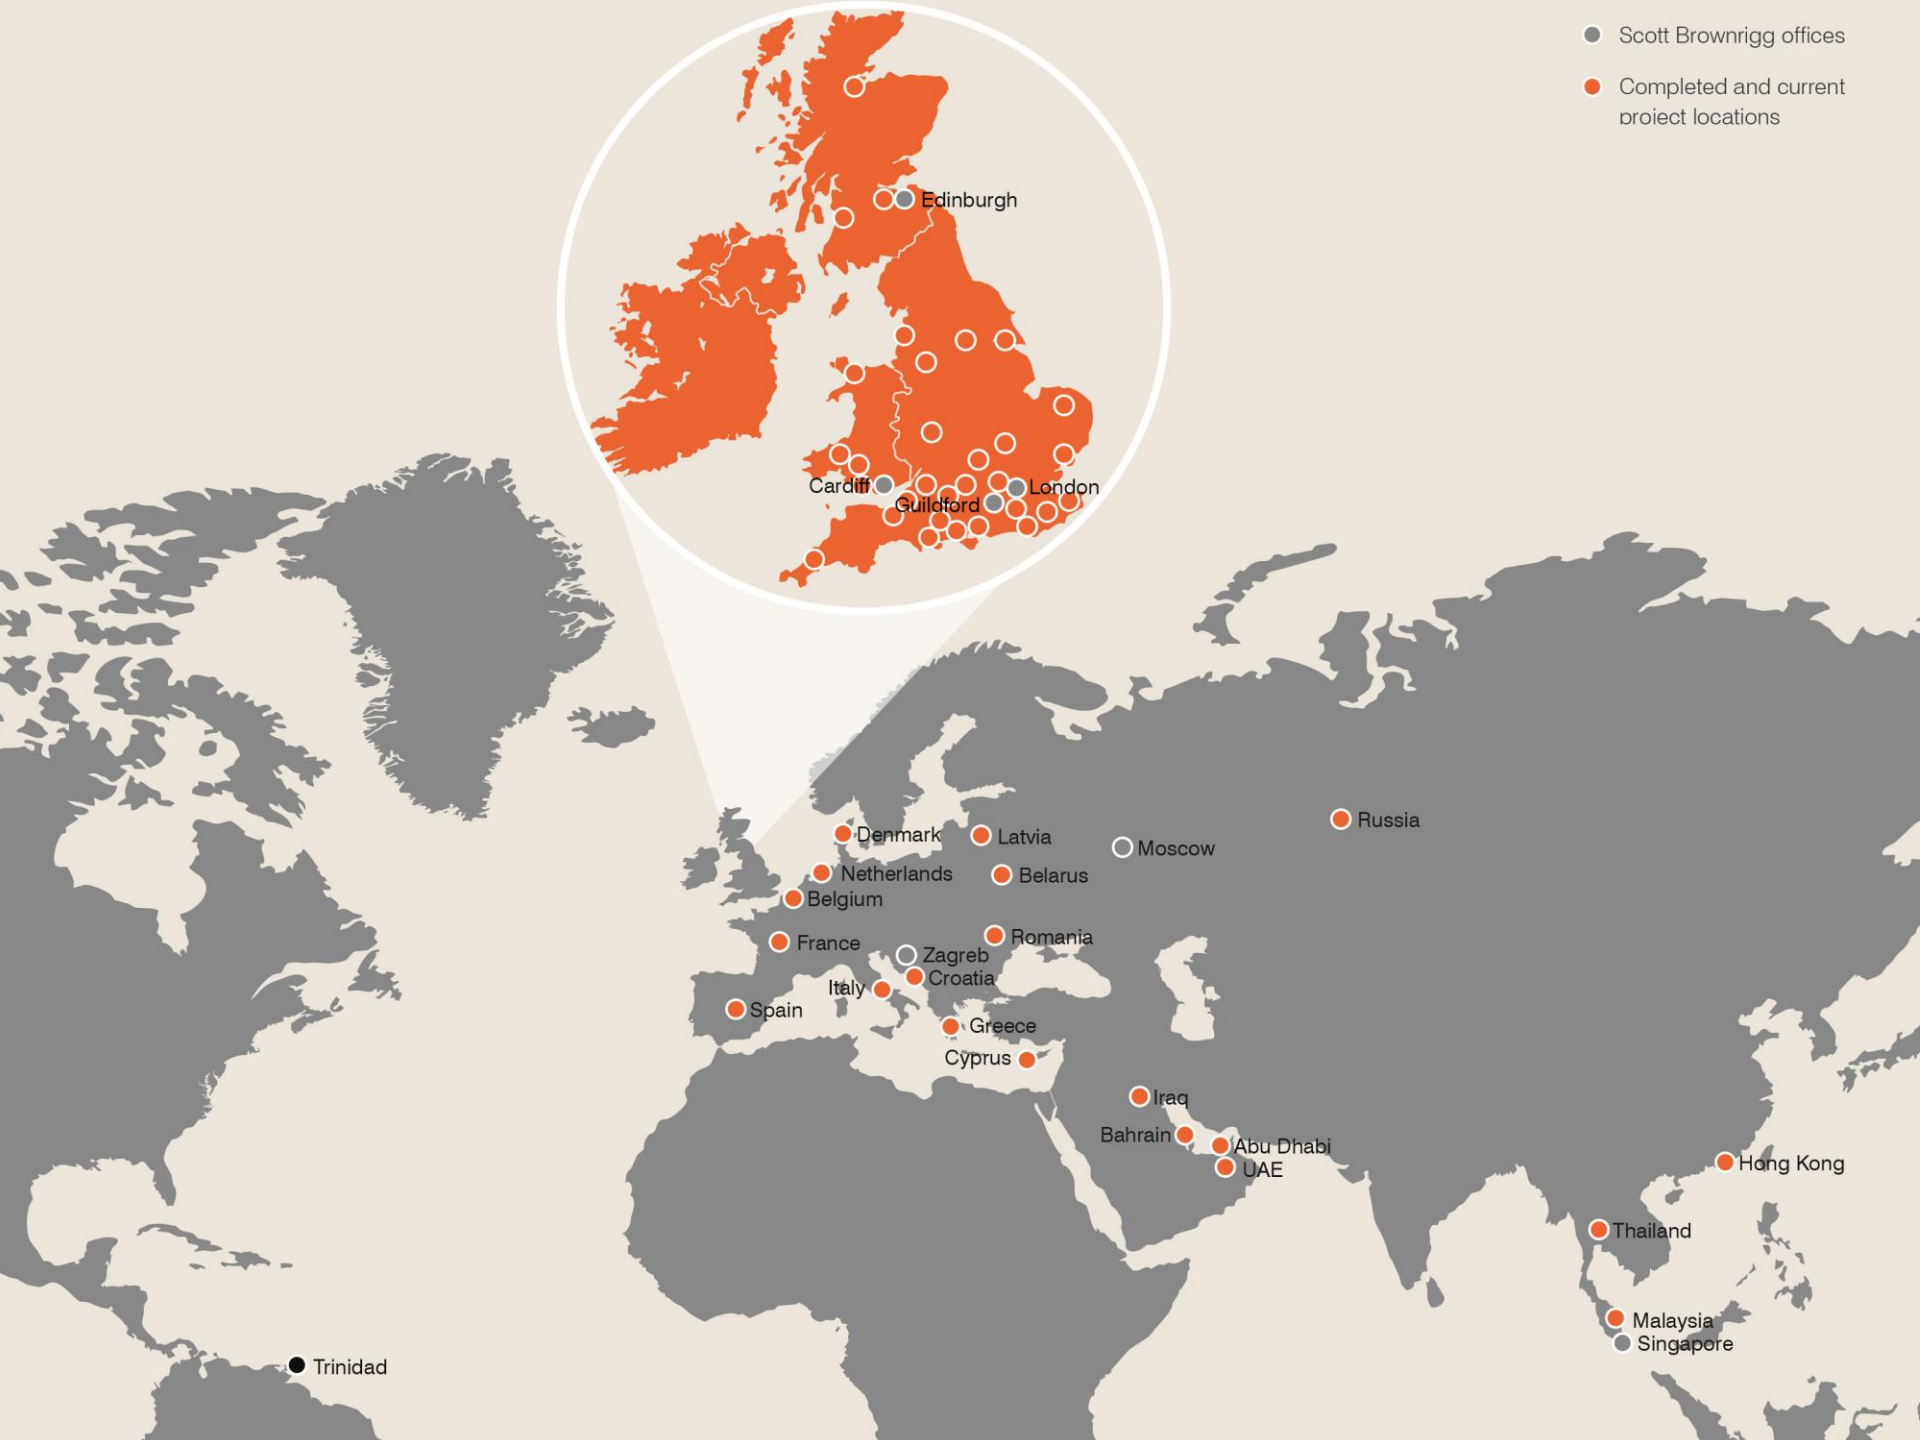 Scott Brownrigg offices
Completed and current
project locations
Edinburgh
Cardiff
London
Guildford
Denmark
Latvia
Russia
Moscow
Netherlands
Belarus
Belgium
France
Romania
Zagreb
Croatia
Italy
Spain
Greece
Cyprus
Iraq
Bahrain
Abu Dhabi
UAE
Hong Kong
Thailand
Malaysia
Singapore
Trinidad